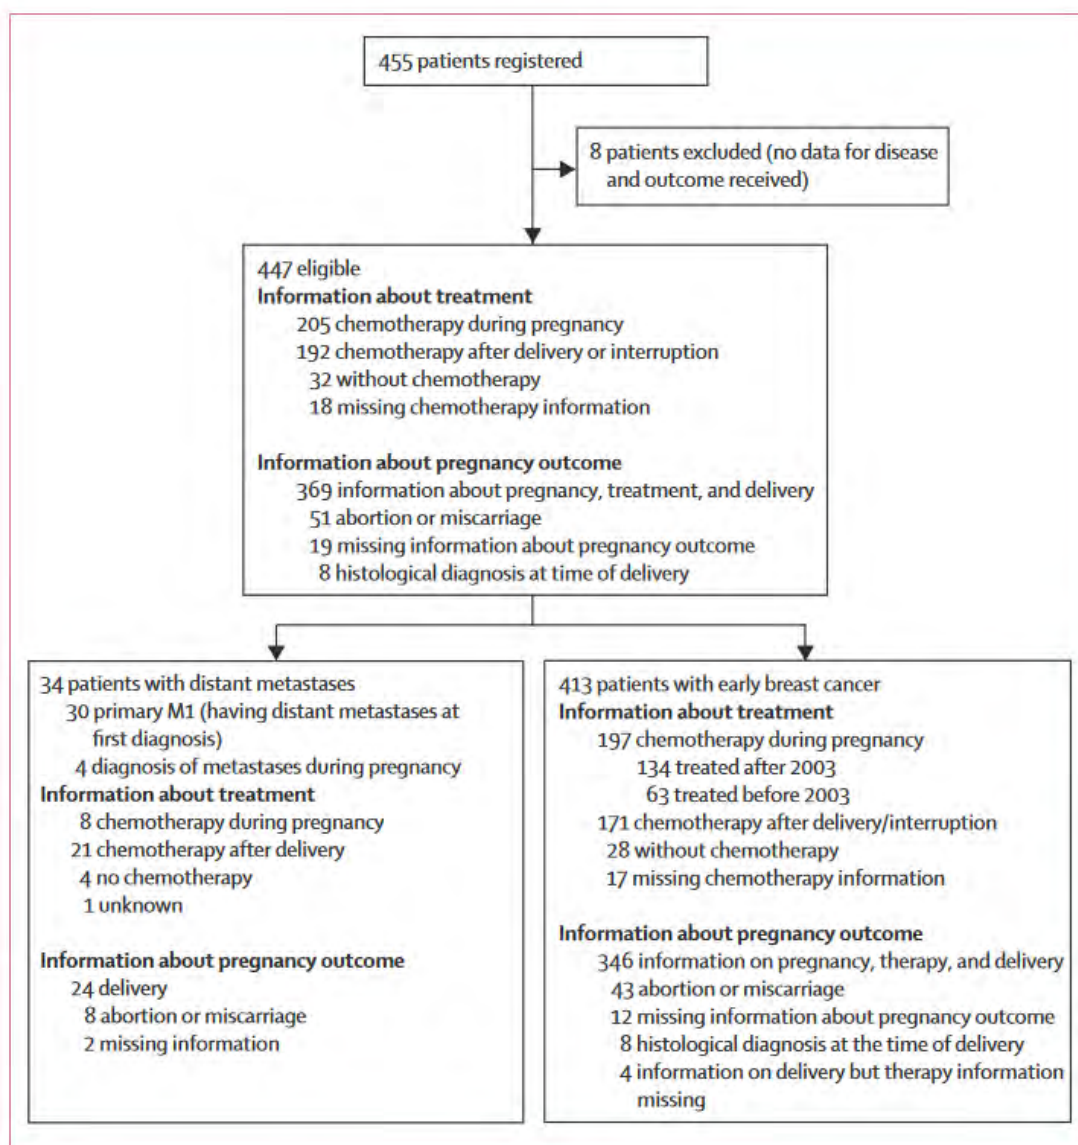 455 patients registered
8 patients excluded (no data for disease
and outcome received)
447 eligible
Information about treatment
205 chemotherapy during pregnancy
192 chemotherapy after delivery or interruption
32 without chemotherapy
18 missing chemotherapy information
Information about pregnancy outcome
369 information about pregnancy, treatment, and delivery
51 abortion or miscarriage
19 missing information about pregnancy outcome
8 histological diagnosis at time of delivery
34 patients with distant metastases
30 primary M1 (having distant metastases at
first diagnosis)
4 diagnosis of metastases during pregnancy
Information about treatment
8 chemotherapy during pregnancy
21 chemotherapy after delivery
4 no chemotherapy
1 unknown
Information about pregnancy outcome
24 delivery
8 abortion or miscarriage
2 missing information
413 patients with early breast cancer
Information about treatment
197 chemotherapy during pregnancy
134 treated after 2003
63 treated before 2003
171 chemotherapy after delivery/interruption
28 without chemotherapy
17 missing chemotherapy information
Information about pregnancy outcome
346 information on pregnancy, therapy, and delivery
43 abortion or miscarriage
12 missing information about pregnancy outcome
8 histological diagnosis at the time of delivery
4 information on delivery but therapy information
missing